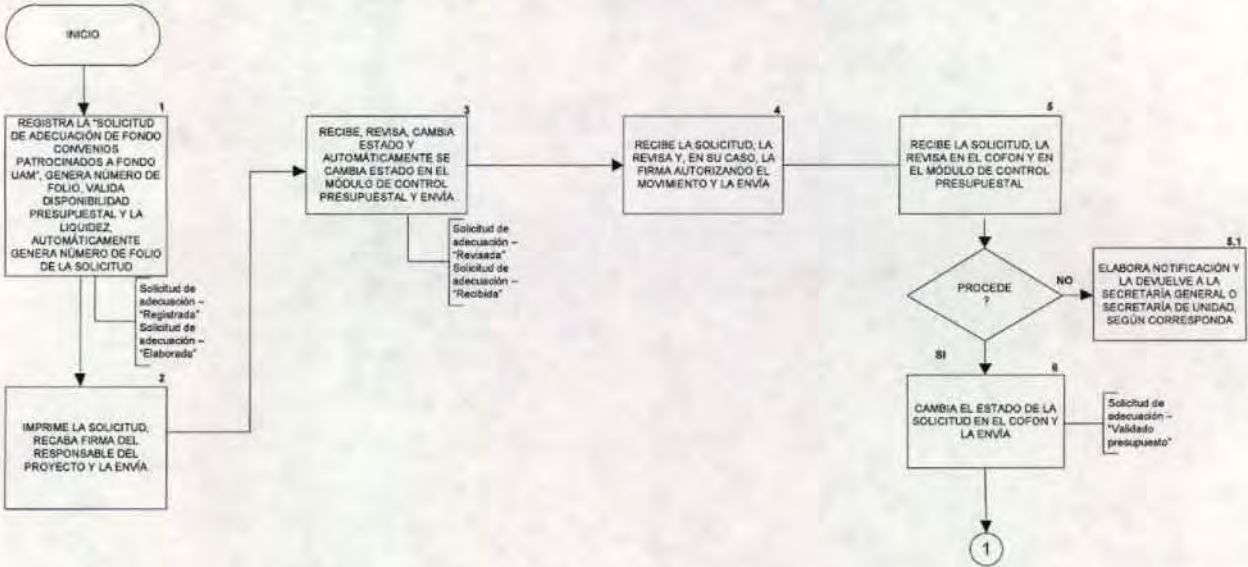 INICIO
1
REGISTRA LA "SOLICITUD
DE ADECUACIÓN DE FONDO
CONVENIOS
PATROCINADOS A FONDO
UAM", GENERA NÚMERO DE
FOLIO, VALIDA
DISPONIBILIDAD
PRESUPUESTAL Y LA
LIQUIDEZ,
AUTOMÁTICAMENTE
GENERA NÚMERO DE FOLIO
DE LA SOLICITUD
Solicitud de
adecuación –
"Registrada"
Solicitud de
adecuación –
"Elaborada"
2
IMPRIME LA SOLICITUD,
RECABA FIRMA DEL
RESPONSABLE DEL
PROYECTO Y LA ENVÍA
3
RECIBE, REVISA, CAMBIA
ESTADO Y
AUTOMÁTICAMENTE SE
CAMBIA ESTADO EN EL
MÓDULO DE CONTROL
PRESUPUESTAL Y ENVÍA
Solicitud de
adecuación –
"Revisada"
Solicitud de
adecuación –
"Recibida"
4
RECIBE LA SOLICITUD, LA
REVISA Y, EN SU CASO, LA
FIRMA AUTORIZANDO EL
MOVIMIENTO Y LA ENVÍA
5
RECIBE LA SOLICITUD, LA
REVISA EN EL COFON Y EN
EL MÓDULO DE CONTROL
PRESUPUESTAL
PROCEDE
?
NO
5.1
ELABORA NOTIFICACIÓN Y
LA DEVUELVE A LA
SECRETARÍA GENERAL O
SECRETARÍA DE UNIDAD,
SEGÚN CORRESPONDA
SI
6
CAMBIA EL ESTADO DE LA
SOLICITUD EN EL COFON Y
LA ENVÍA
Solicitud de
adecuación –
"Validado
presupuesto"
1